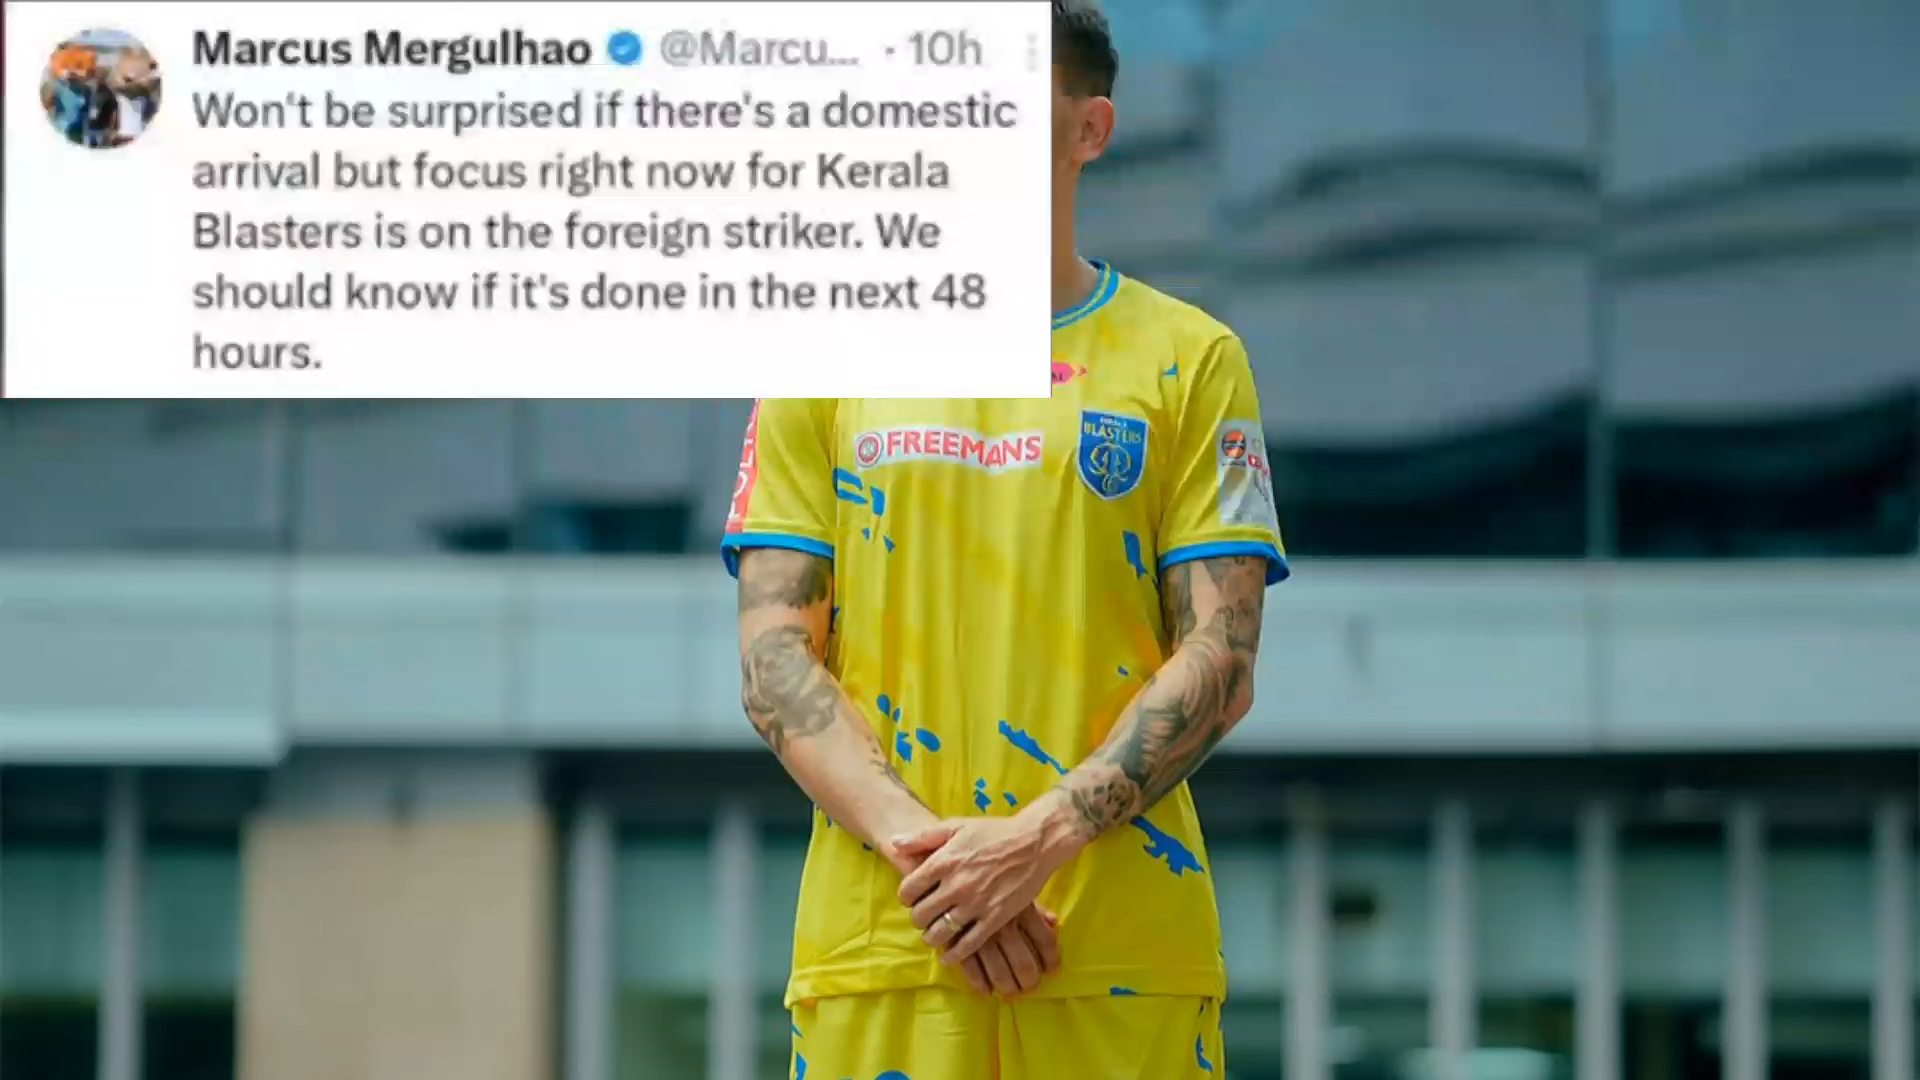 Marcus Mergulhao @Marcu... · 10h
Won't be surprised if there's a domestic
arrival but focus right now for Kerala
Blasters is on the foreign striker. We
should know if it's done in the next 48
hours.
FREEMANS
BLASTERS